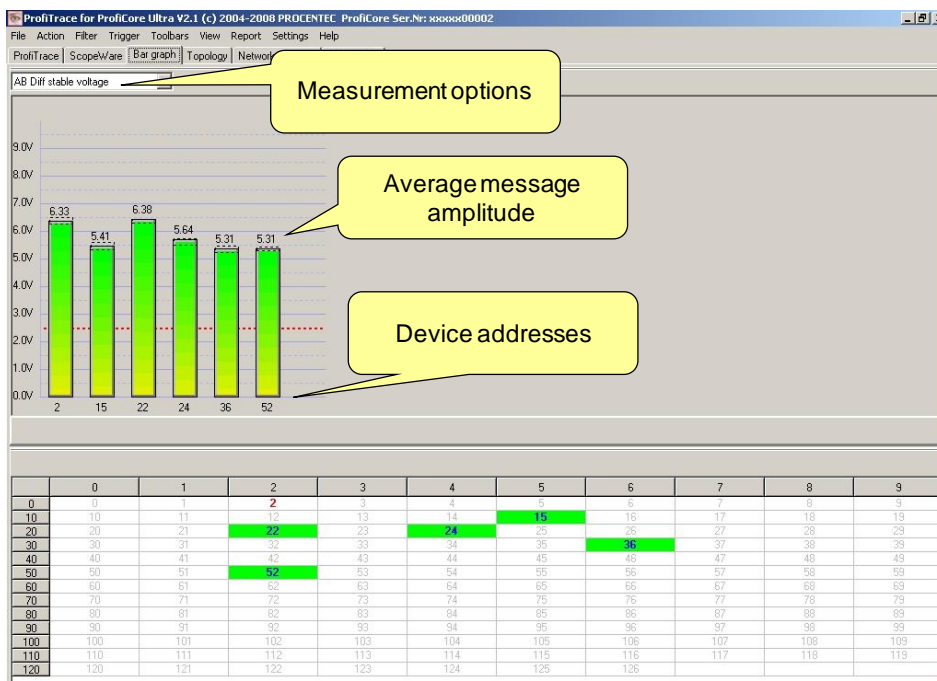 ProfiTrace for ProfiCore Ultra V2.1 (c) 2004-2008 PROCENTEC ProfiCore Ser.Nr: xxxxx00002
File Action Filter Trigger Toolbars View Report Settings Help
ProfiTrace ScopeWare Bar graph Topology Network
AB Diff stable voltage
Measurement options
9.0V
8.0V
7.0V
6.0V
5.0V
4.0V
3.0V
2.0V
1.0V
0.0V
6.33 5.41 6.38 5.64 5.31 5.31
Average message
amplitude
Device addresses
2 15 22 24 36 52
0 1 2 3 4 5 6 7 8 9
0 0 1 2 3 4 5 6 7 8 9
10 10 11 12 13 14 15 16 17 18 19
20 20 21 22 23 24 25 26 27 28 29
30 30 31 32 33 34 35 36 37 38 39
40 40 41 42 43 44 45 46 47 48 49
50 50 51 52 53 54 55 56 57 58 59
60 60 61 62 63 64 65 66 67 68 69
70 70 71 72 73 74 75 76 77 78 79
80 80 81 82 83 84 85 86 87 88 89
90 90 91 92 93 94 95 96 97 98 99
100 100 101 102 103 104 105 106 107 108 109
110 110 111 112 113 114 115 116 117 118 119
120 120 121 122 123 124 125 126